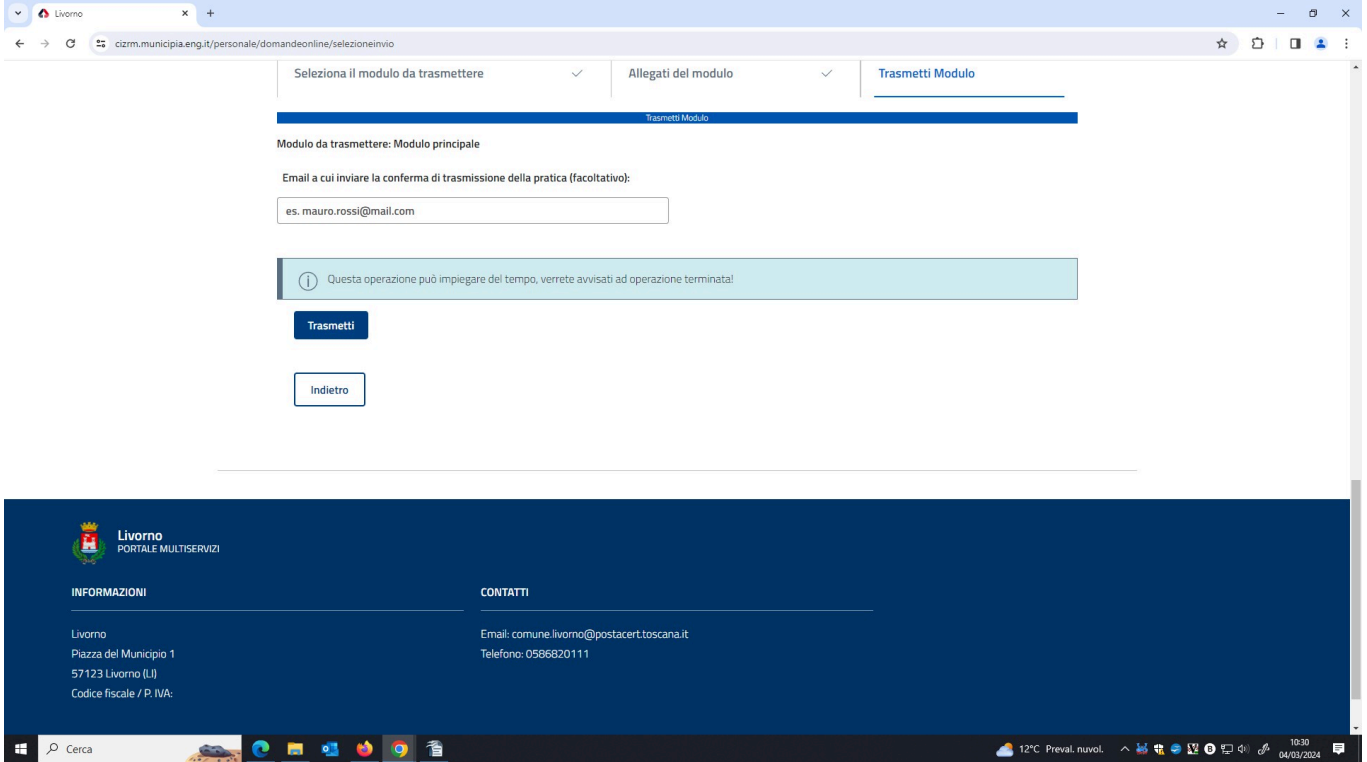 Livorno
cizrm.municipia.eng.it/personale/domandeonline/selezioneinvio
Seleziona il modulo da trasmettere
Allegati del modulo
Trasmetti Modulo
Trasmetti Modulo
Modulo da trasmettere: Modulo principale
Email a cui inviare la conferma di trasmissione della pratica (facoltativo):
es. mauro.rossi@mail.com
Questa operazione può impiegare del tempo, verrete avvisati ad operazione terminata!
Trasmetti
Indietro
Livorno
PORTALE MULTISERVIZI
INFORMAZIONI
CONTATTI
Livorno
Piazza del Municipio 1
57123 Livorno (LI)
Codice fiscale / P. IVA:
Email: comune.livorno@postacert.toscana.it
Telefono: 0586820111
Cerca
12°C Preval. nuvol.
10:30
04/03/2024